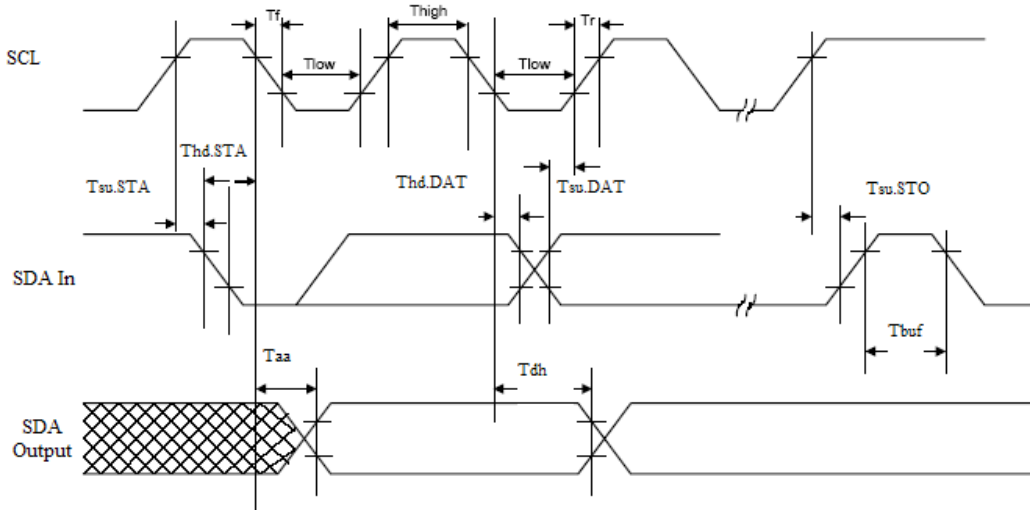 Tf
Thigh
Tr
SCL
Tlow
Tlow
Thd.STA
Thd.DAT
Tsu.STA
Tsu.DAT
Tsu.STO
SDA In
Tbuf
Taa
Tdh
SDA
Output